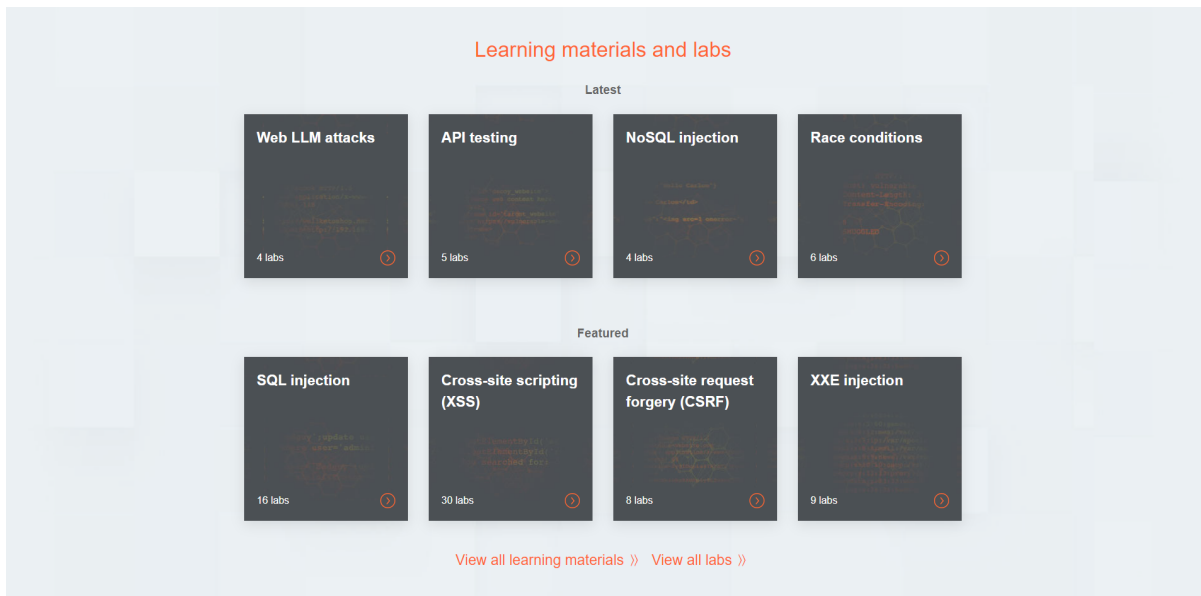 Learning materials and labs
Latest
Web LLM attacks
API testing
NoSQL injection
Race conditions
4 labs
5 labs
4 labs
6 labs
Featured
SQL injection
Cross-site scripting
(XSS)
Cross-site request
forgery (CSRF)
XXE injection
16 labs
30 labs
8 labs
9 labs
View all learning materials
View all labs